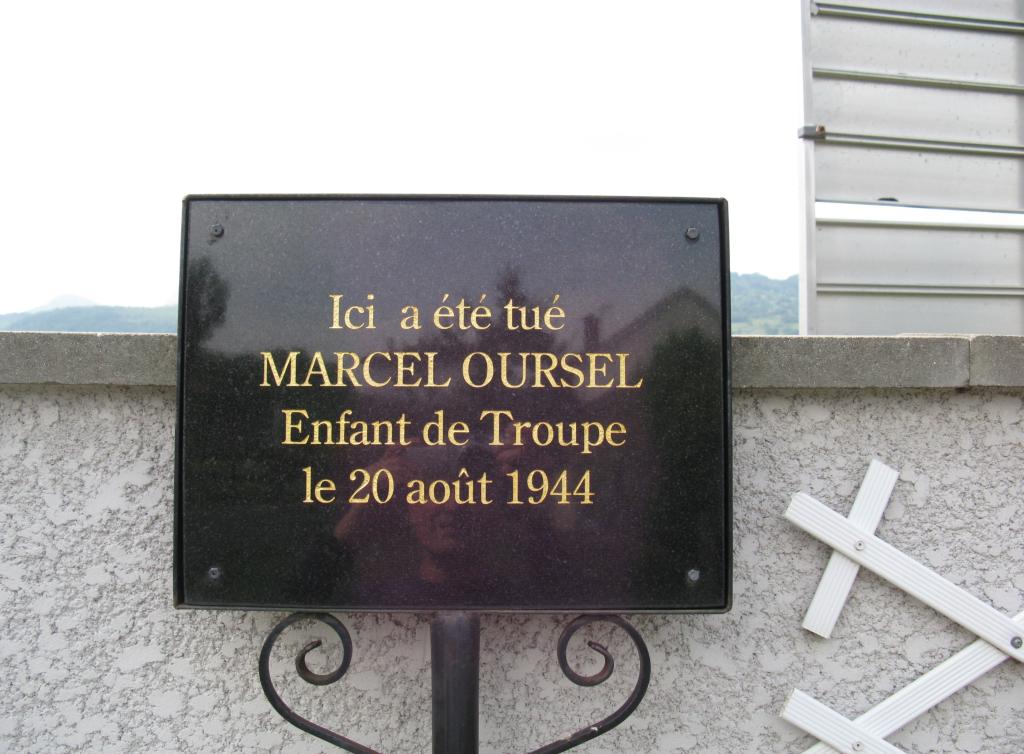 Ici a été tué
MARCEL OURSEL
Enfant de Troupe
le 20 août 1944